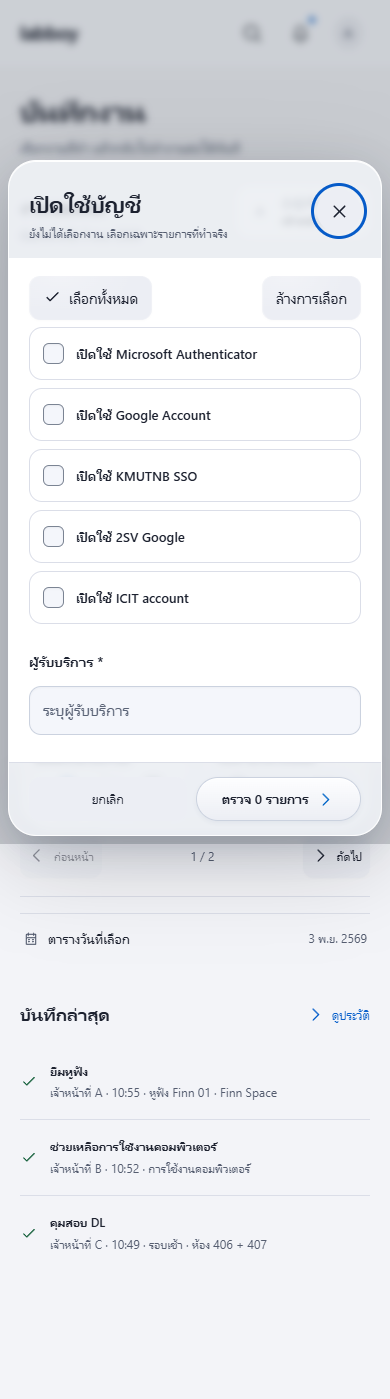 labboy
บันทึกงาน
เปิดใช้บัญชี
ยังไม่ได้เลือกงาน เลือกเฉพาะรายการที่ทำจริง
เลือกทั้งหมด
ล้างการเลือก
เปิดใช้ Microsoft Authenticator
เปิดใช้ Google Account
เปิดใช้ KMUTNB SSO
เปิดใช้ 2SV Google
เปิดใช้ ICIT account
ผู้รับบริการ *
ระบุผู้รับบริการ
ยกเลิก
ตรวจ 0 รายการ
ก่อนหน้า
1 / 2
ถัดไป
ตารางวันที่เลือก
3 พ.ย. 2569
บันทึกล่าสุด
ดูประวัติ
ยืมหูฟัง
เจ้าหน้าที่ A · 10:55 · หูฟัง Finn 01 · Finn Space
ช่วยเหลือการใช้งานคอมพิวเตอร์
เจ้าหน้าที่ B · 10:52 · การใช้งานคอมพิวเตอร์
คุมสอบ DL
เจ้าหน้าที่ C · 10:49 · รอบเช้า · ห้อง 406 + 407